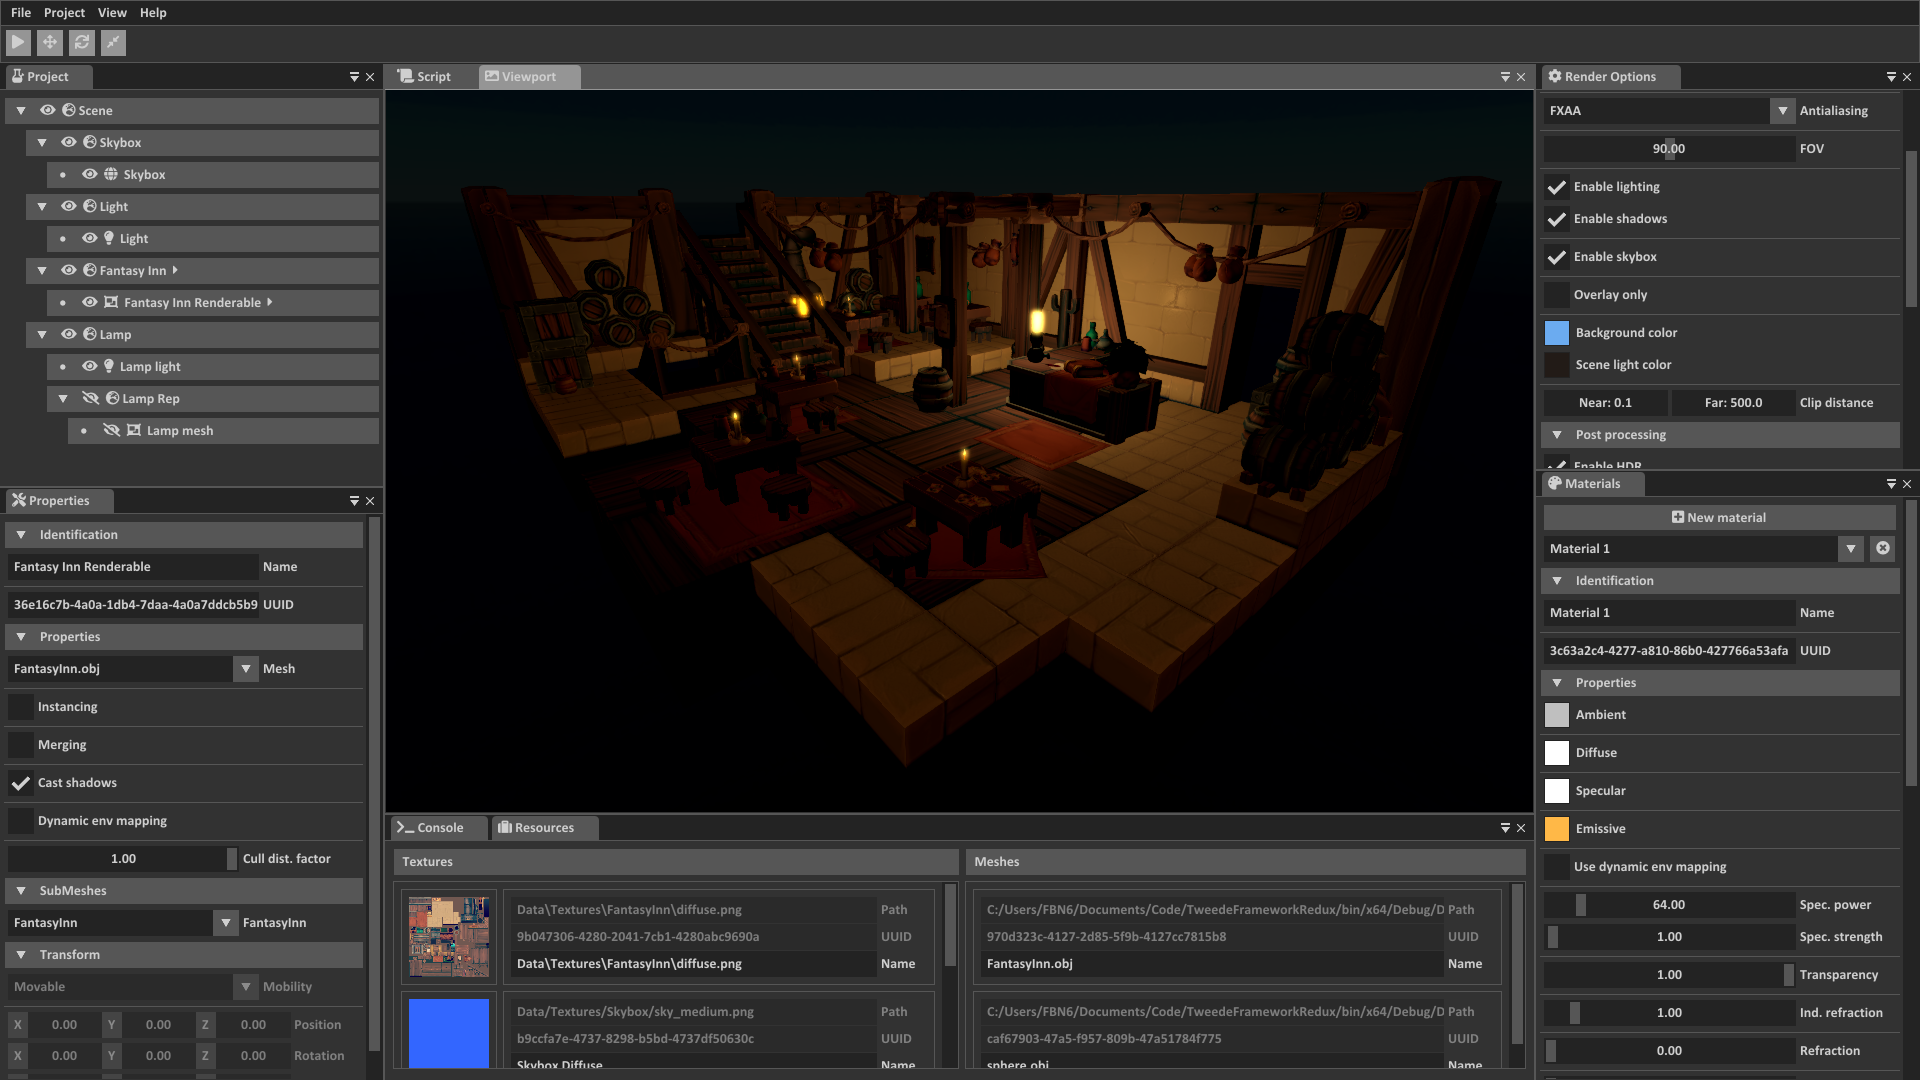 File Project View Help
Project
Scene
Skybox
Skybox
Light
Light
Fantasy Inn
Fantasy Inn Renderable
Lamp
Lamp light
Lamp Rep
Lamp mesh
Properties
Identification
Fantasy Inn Renderable Name
36e16c7b-4a0a-1db4-7daa-4a0a7ddcb5b9 UUID
Properties
FantasyInn.obj Mesh
Instancing
Merging
Cast shadows
Dynamic env mapping
1.00 Cull dist. factor
SubMeshes
FantasyInn FantasyInn
Transform
Movable Mobility
X 0.00 Y 0.00 Z 0.00 Position
X 0.00 Y 0.00 Z 0.00 Rotation
Script Viewport
Console Resources
Textures
Data\Textures\FantasyInn\diffuse.png Path
9b047306-4280-2041-7cb1-4280abc9690a UUID
Data\Textures\FantasyInn\diffuse.png Name
Data/Textures/Skybox/sky_medium.png Path
b9ccfa7e-4737-8298-b5bd-4737df50630c UUID
Skybox Diffuse Name
Meshes
C:/Users/FBN6/Documents/Code/TweedeFrameworkRedux/bin/x64/Debug/D Path
970d323c-4127-2d85-5f9b-4127cc7815b8 UUID
FantasyInn.obj Name
C:/Users/FBN6/Documents/Code/TweedeFrameworkRedux/bin/x64/Debug/D Path
caf67903-47a5-f957-809b-47a51784f775 UUID
sphere.obj Name
Render Options
FXAA Antialiasing
90.00 FOV
Enable lighting
Enable shadows
Enable skybox
Overlay only
Background color
Scene light color
Near: 0.1 Far: 500.0 Clip distance
Post processing
Enable HDR
Materials
New material
Material 1
Identification
Material 1 Name
3c63a2c4-4277-a810-86b0-427766a53afa UUID
Properties
Ambient
Diffuse
Specular
Emissive
Use dynamic env mapping
64.00 Spec. power
1.00 Spec. strength
1.00 Transparency
1.00 Ind. refraction
0.00 Refraction